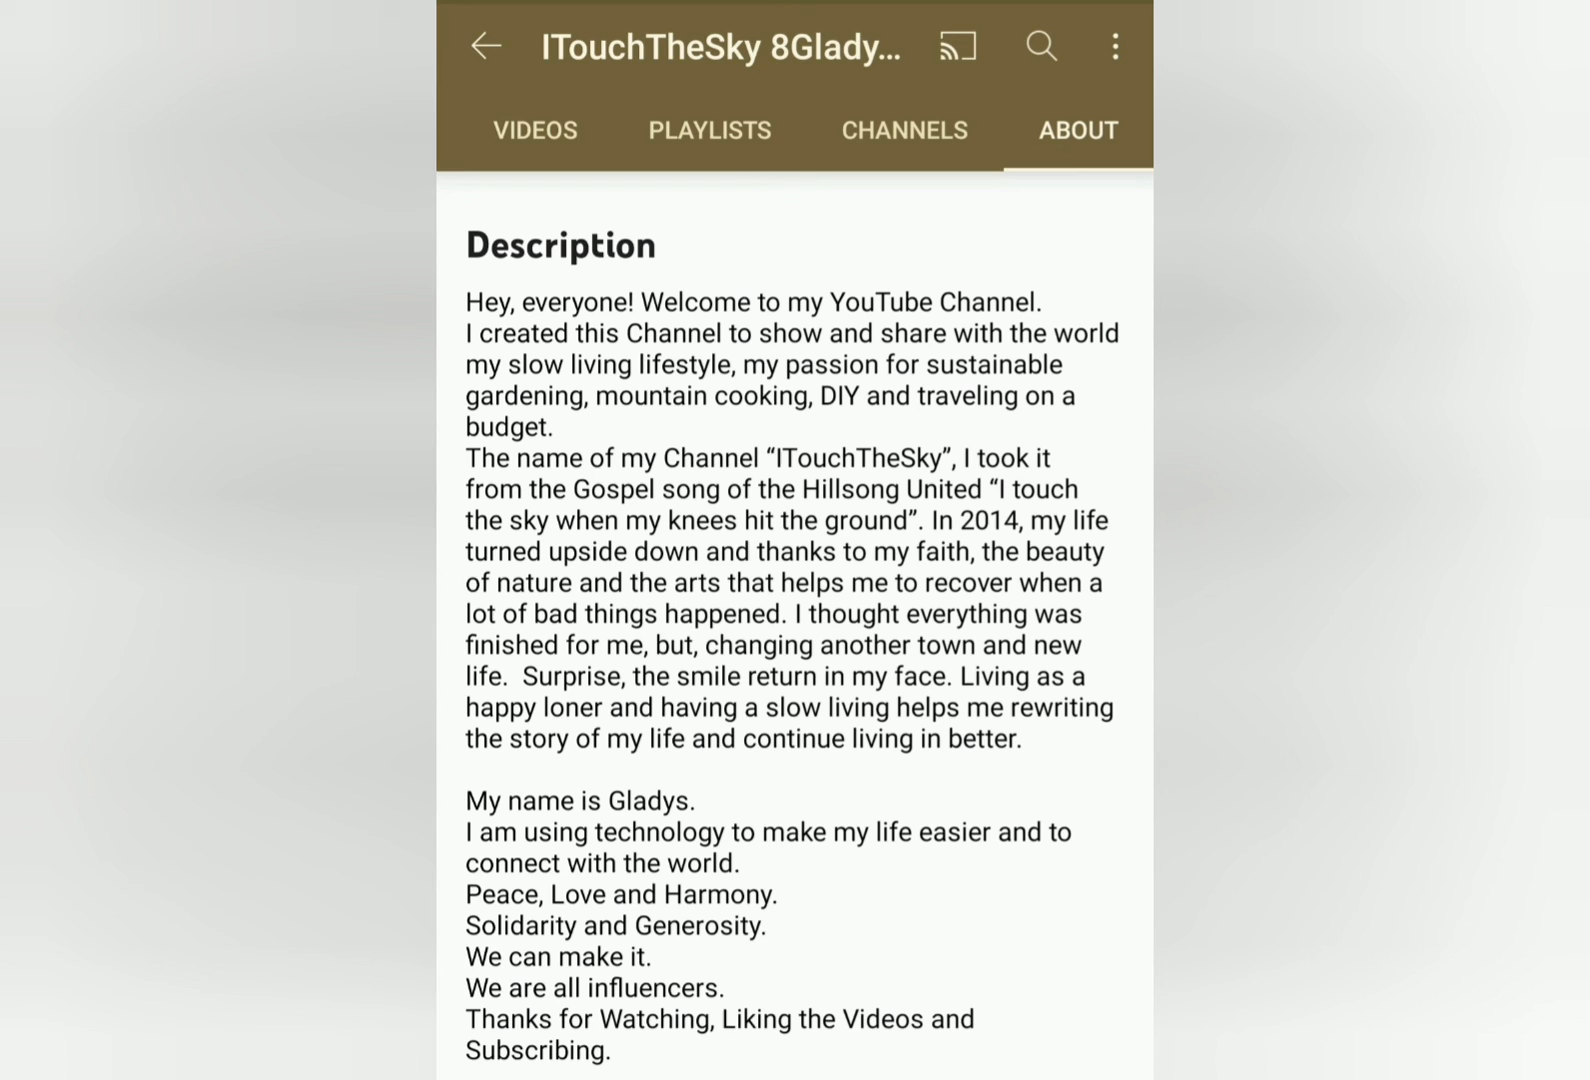 ITouchTheSky 8Glady...
VIDEOS PLAYLISTS CHANNELS ABOUT
Description
Hey, everyone! Welcome to my YouTube Channel.
I created this Channel to show and share with the world
my slow living lifestyle, my passion for sustainable
gardening, mountain cooking, DIY and traveling on a
budget.
The name of my Channel “ITouchTheSky”, I took it
from the Gospel song of the Hillsong United “I touch
the sky when my knees hit the ground”. In 2014, my life
turned upside down and thanks to my faith, the beauty
of nature and the arts that helps me to recover when a
lot of bad things happened. I thought everything was
finished for me, but, changing another town and new
life.  Surprise, the smile return in my face. Living as a
happy loner and having a slow living helps me rewriting
the story of my life and continue living in better.
My name is Gladys.
I am using technology to make my life easier and to
connect with the world.
Peace, Love and Harmony.
Solidarity and Generosity.
We can make it.
We are all influencers.
Thanks for Watching, Liking the Videos and
Subscribing.